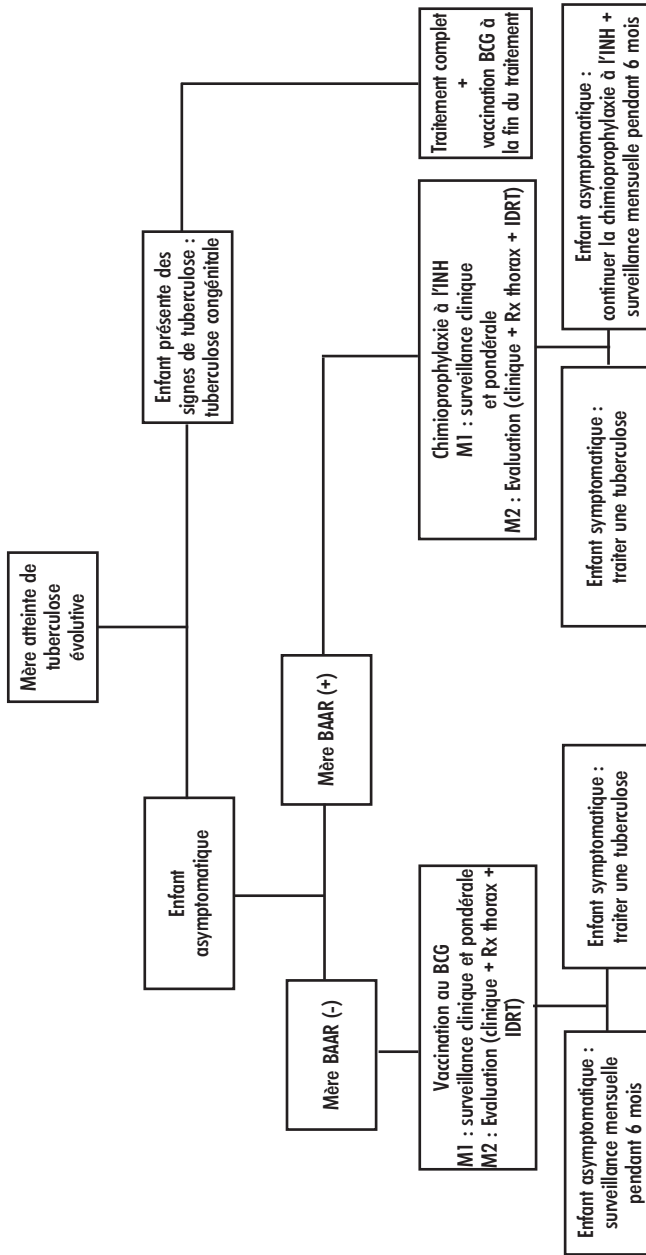 Mère atteinte de
tuberculose
évolutive
Enfant
asymptomatique
Enfant présente des
signes de tuberculose :
tuberculose congénitale
Mère BAAR (-)
Mère BAAR (+)
Vaccination au BCG
M1 : surveillance clinique et pondérale
M2 : Evaluation (clinique + Rx thorax +
IDRT)
Chimioprophylaxie à l'INH
M1 : surveillance clinique
et pondérale
M2 : Evaluation (clinique + Rx thorax + IDRT)
Traitement complet
+
vaccination BCG à
la fin du traitement
Enfant asymptomatique :
surveillance mensuelle
pendant 6 mois
Enfant symptomatique :
traiter une tuberculose
Enfant symptomatique :
traiter une tuberculose
Enfant asymptomatique :
continuer la chimioprophylaxie à l'INH +
surveillance mensuelle pendant 6 mois